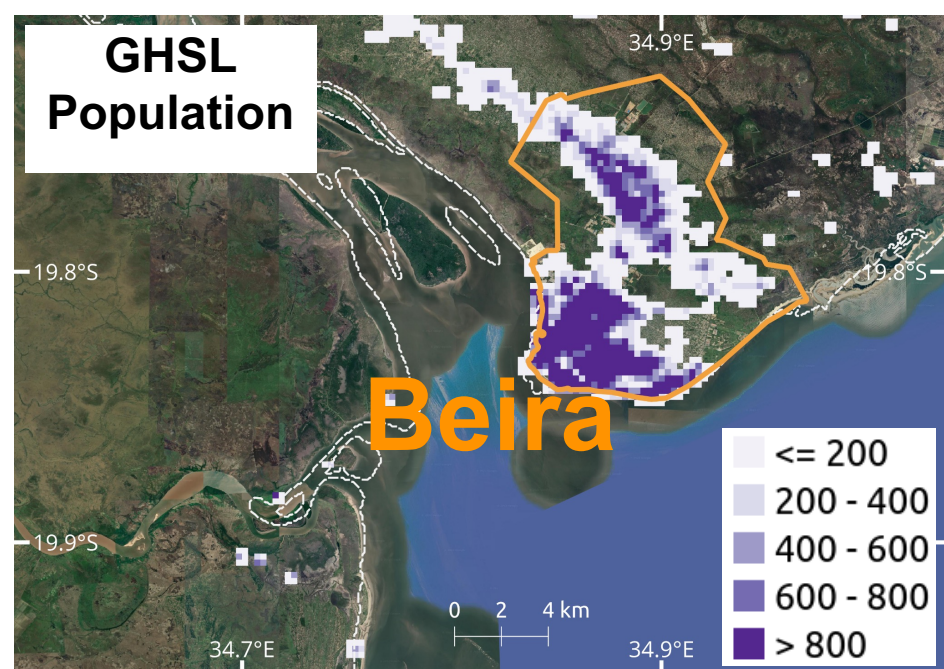 GHSL
Population
34.9°E
19.8°S
19.8°S
Beira
<= 200
200 - 400
400 - 600
600 - 800
> 800
19.9°S
0 2 4 km
34.7°E
34.9°E